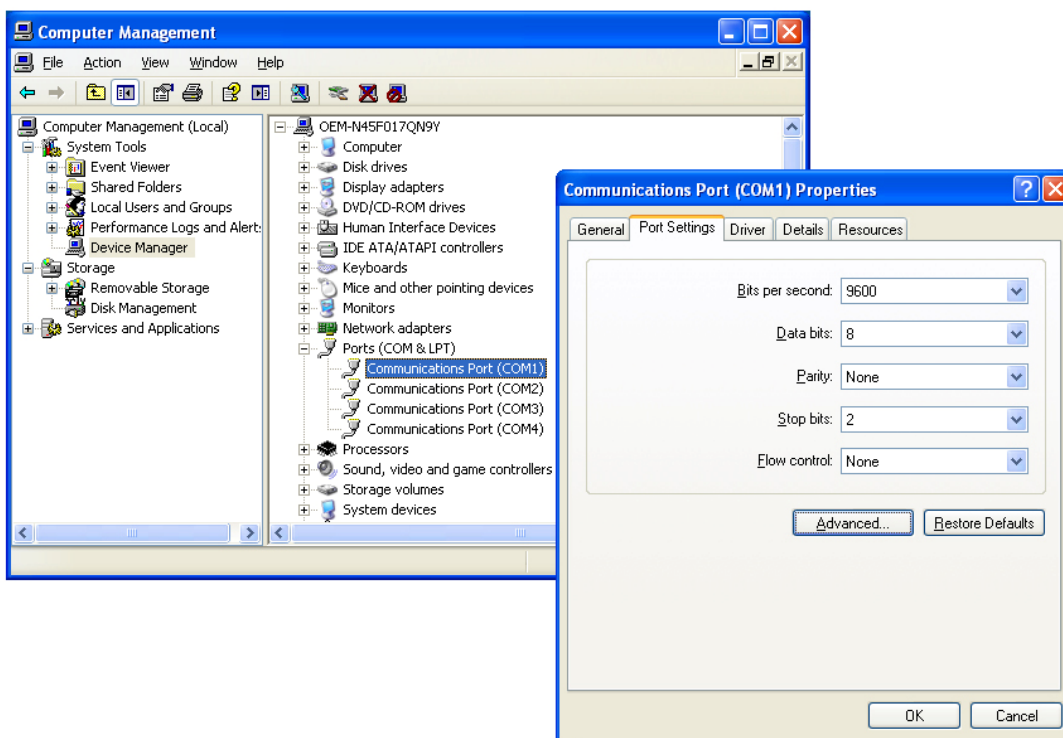 Computer Management
File Action View Window Help
Computer Management (Local)
System Tools
Event Viewer
Shared Folders
Local Users and Groups
Performance Logs and Alert:
Device Manager
Storage
Removable Storage
Disk Management
Services and Applications
OEM-N45F017QN9Y
Computer
Disk drives
Display adapters
DVD/CD-ROM drives
Human Interface Devices
IDE ATA/ATAPI controllers
Keyboards
Mice and other pointing devices
Monitors
Network adapters
Ports (COM & LPT)
Communications Port (COM1)
Communications Port (COM2)
Communications Port (COM3)
Communications Port (COM4)
Processors
Sound, video and game controllers
Storage volumes
System devices
Communications Port (COM1) Properties
General Port Settings Driver Details Resources
Bits per second: 9600
Data bits: 8
Parity: None
Stop bits: 2
Flow control: None
Advanced... Restore Defaults
OK Cancel